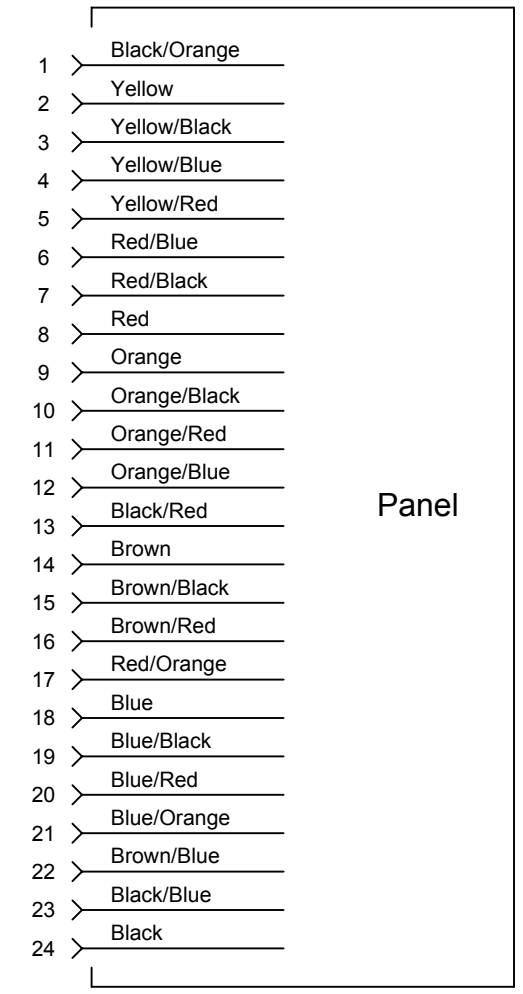 1 Black/Orange
2 Yellow
3 Yellow/Black
4 Yellow/Blue
5 Yellow/Red
6 Red/Blue
7 Red/Black
8 Red
9 Orange
10 Orange/Black
11 Orange/Red
12 Orange/Blue
13 Black/Red
Panel
14 Brown
15 Brown/Black
16 Brown/Red
17 Red/Orange
18 Blue
19 Blue/Black
20 Blue/Red
21 Blue/Orange
22 Brown/Blue
23 Black/Blue
24 Black